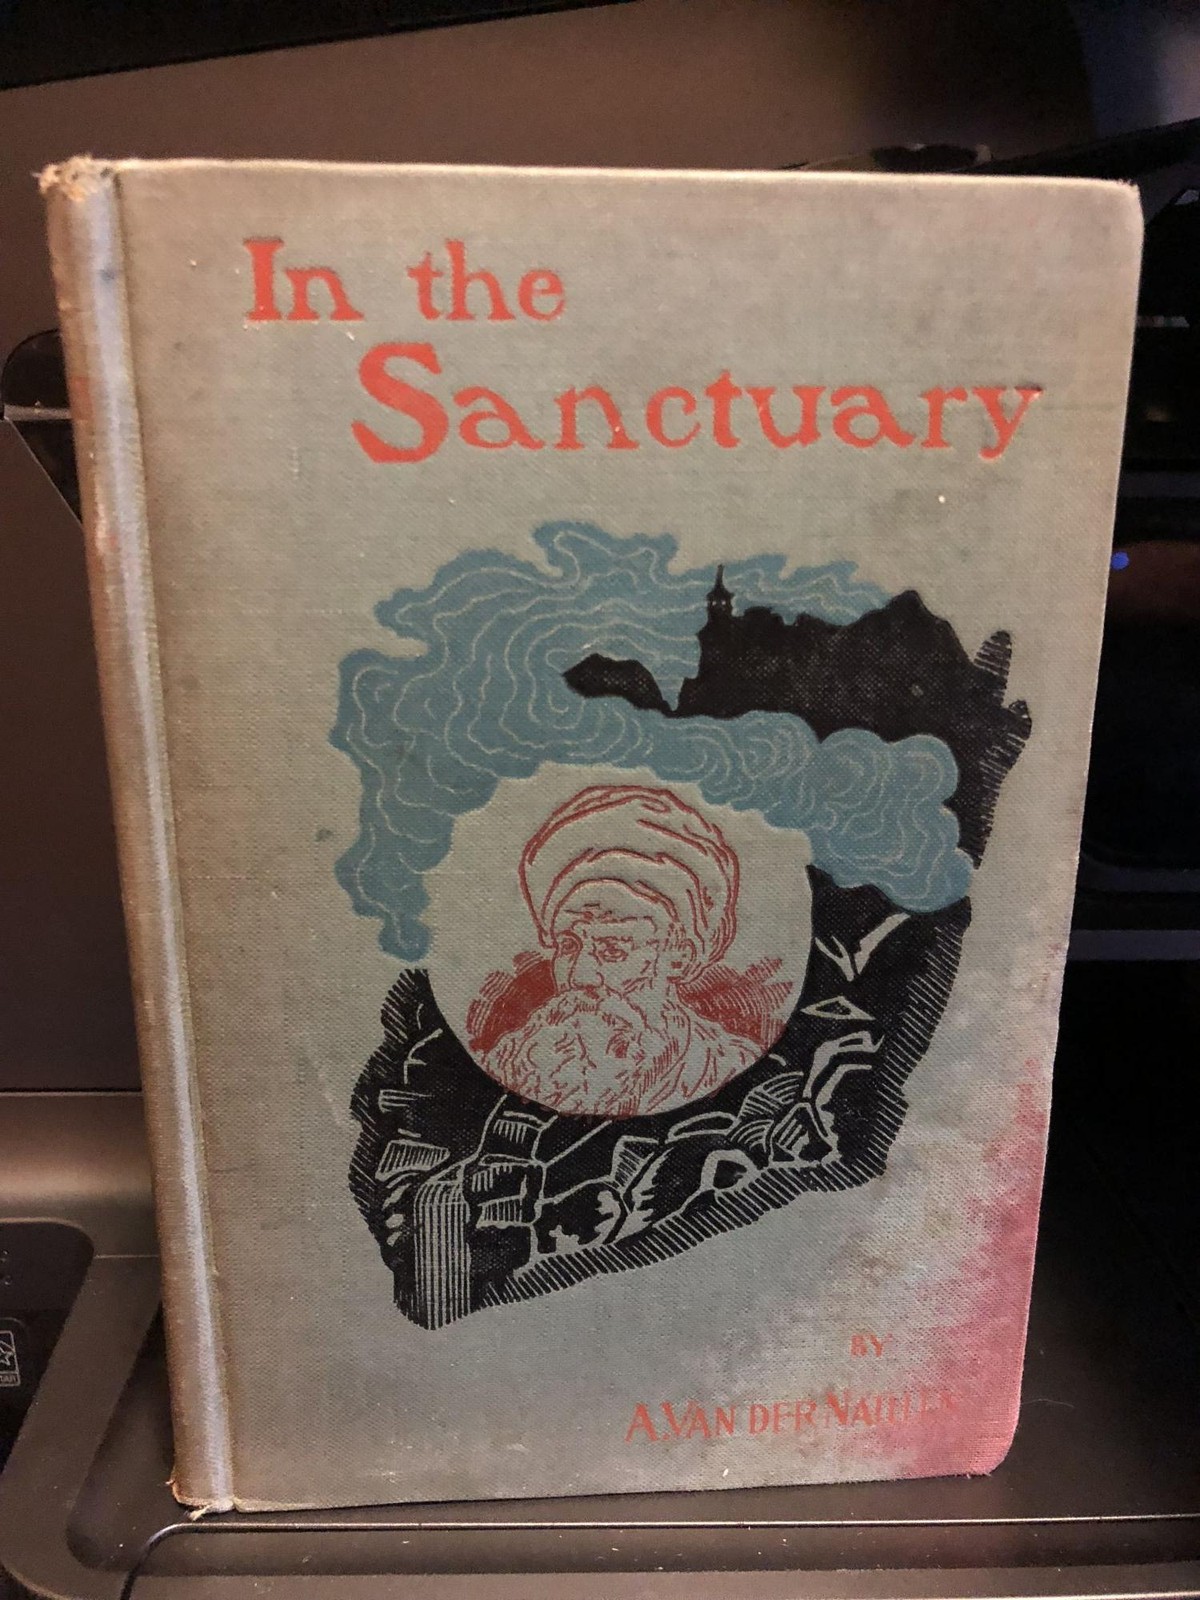 In the
Sanctuary
BY
A. VAN DER NAILLEN